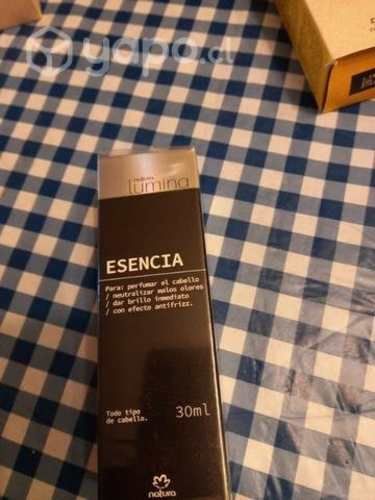 yapo.cl
natura
lumina
ESENCIA
Para: perfumar el cabello
/ neutralizar malos olores
/ dar brillo inmediato
/ con efecto antifrizz.
Todo tipo
de cabello.
30ml
natura